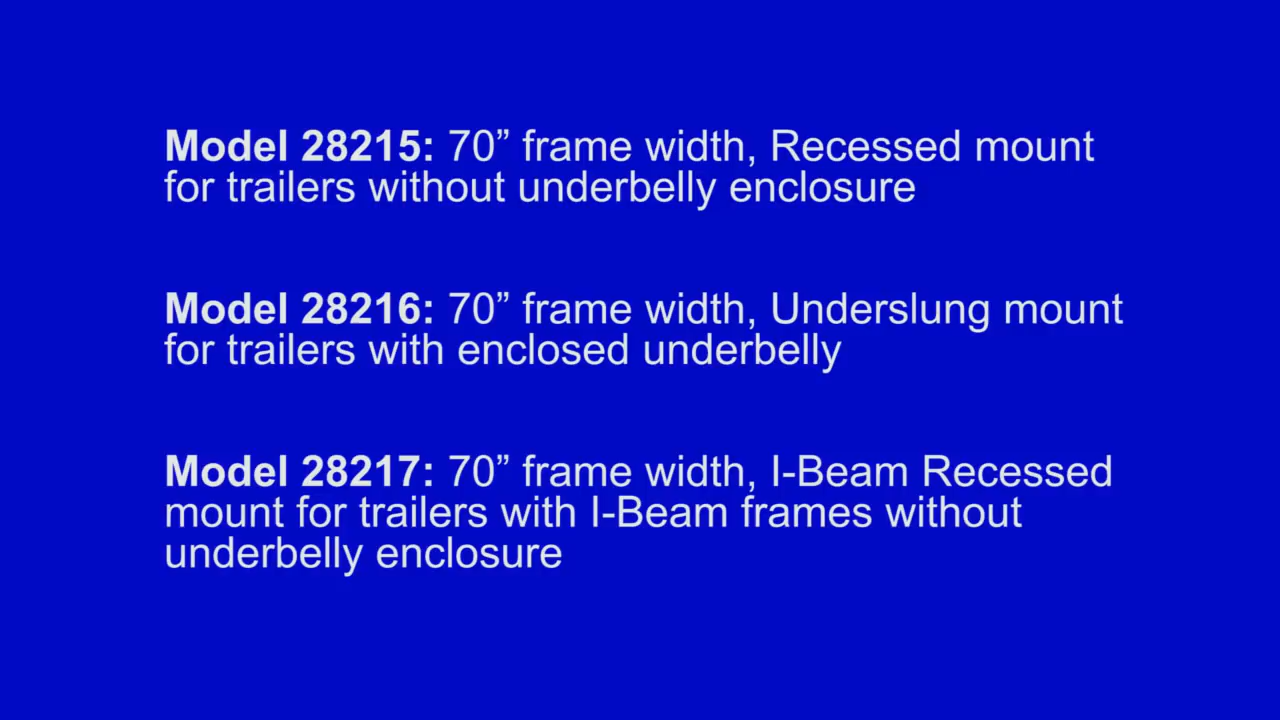 Model 28215: 70” frame width, Recessed mount
for trailers without underbelly enclosure
Model 28216: 70” frame width, Underslung mount
for trailers with enclosed underbelly
Model 28217: 70” frame width, I-Beam Recessed
mount for trailers with I-Beam frames without
underbelly enclosure